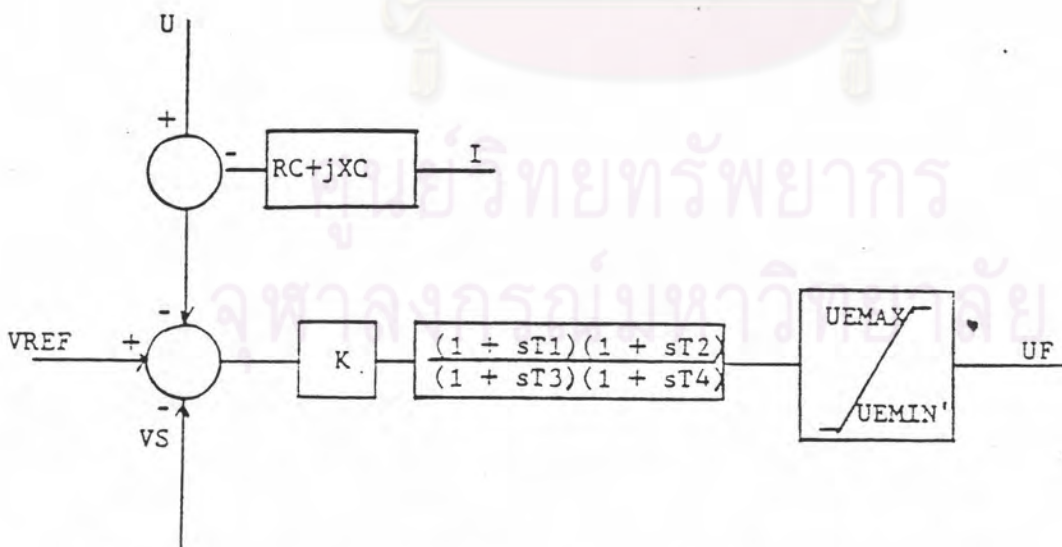 U
+
-
RC+jXC
I
ศูนย์วิทยทรัพยากร
จุฬาลงกรณ์มหาวิทยาลัย
-
VREF
+
K
(1 + sT1)(1 + sT2)
(1 + sT3)(1 + sT4)
UEMAX
UEMIN'
UF
-
VS